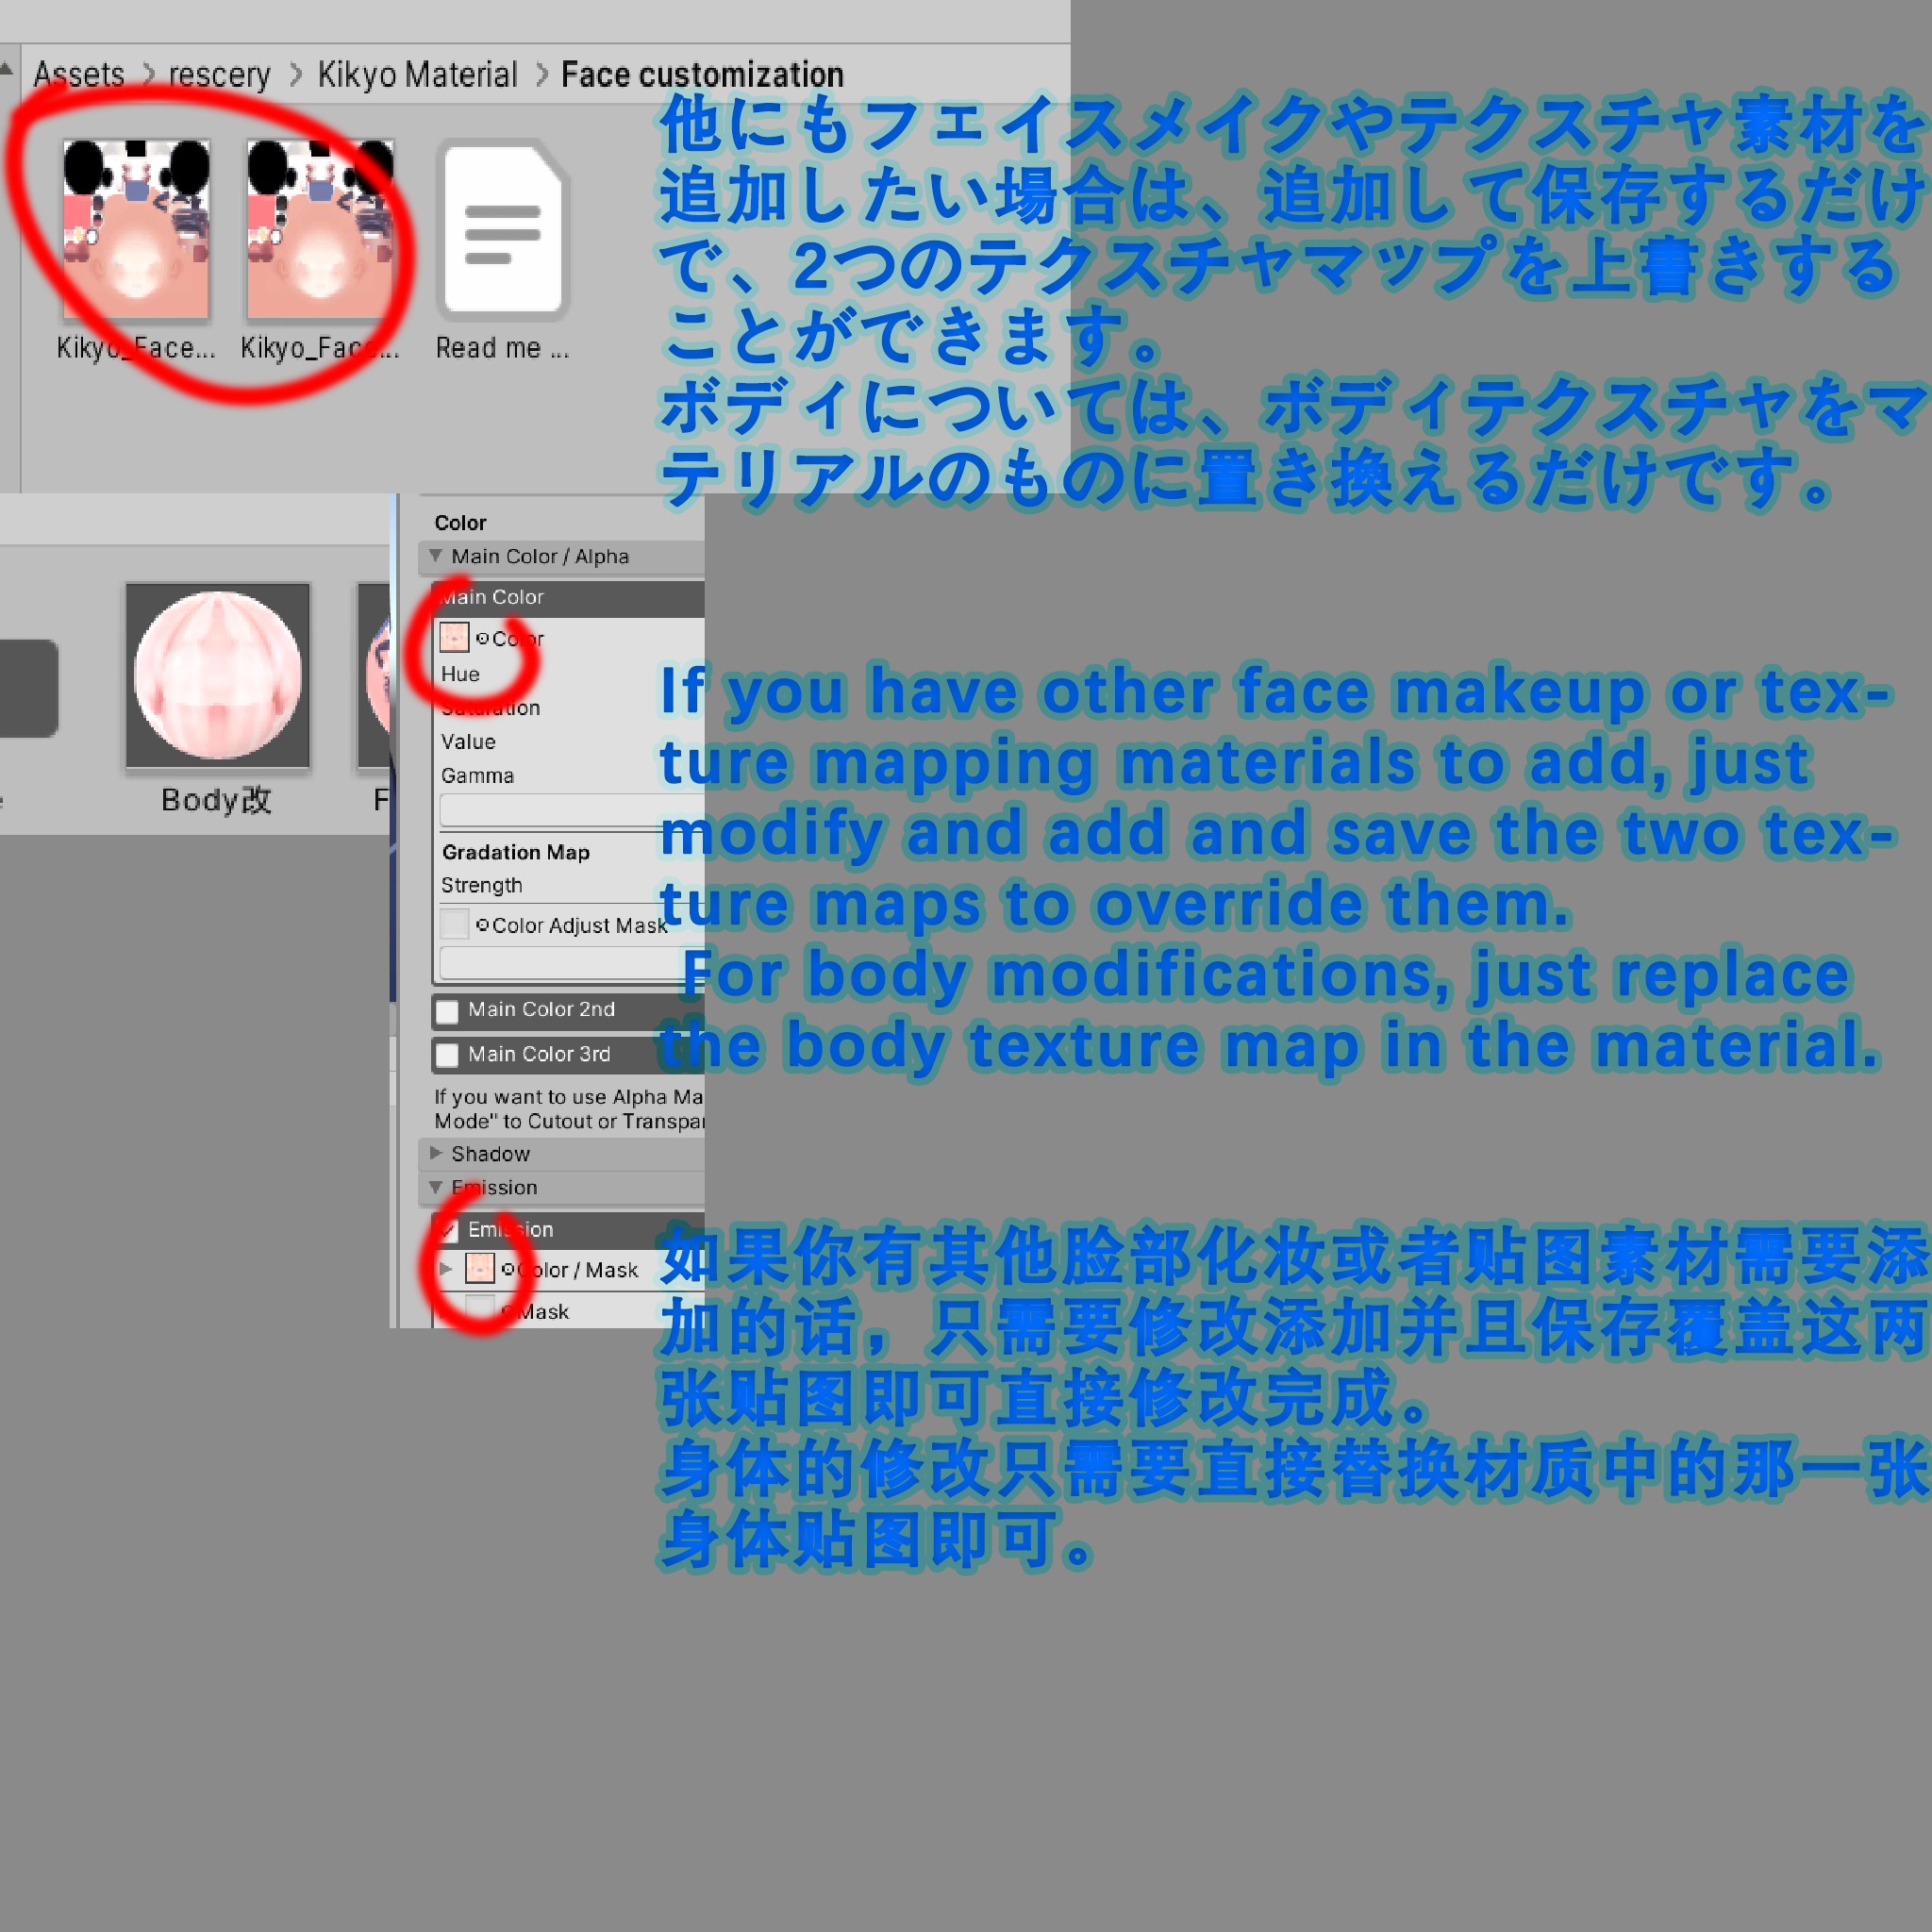 Assets > rescery > Kikyo Material > Face customization
Kikyo_Face... Kikyo_Face... Read me ...
他にもフェイスメイクやテクスチャ素材を
追加したい場合は、追加して保存するだけ
で、2つのテクスチャマップを上書きする
ことができます。
ボディについては、ボディテクスチャをマ
テリアルのものに置き換えるだけです。
Body改
F
Color
Main Color / Alpha
Main Color
Color
Hue
Saturation
Value
Gamma
Gradation Map
Strength
Color Adjust Mask
Main Color 2nd
Main Color 3rd
If you want to use Alpha Ma
Mode" to Cutout or Transpar
Shadow
Emission
Emission
Color / Mask
Mask
If you have other face makeup or tex-
ture mapping materials to add, just
modify and add and save the two tex-
ture maps to override them.
For body modifications, just replace
the body texture map in the material.
如果你有其他脸部化妆或者贴图素材需要添
加的话，只需要修改添加并且保存覆盖这两
张贴图即可直接修改完成。
身体的修改只需要直接替换材质中的那一张
身体贴图即可。